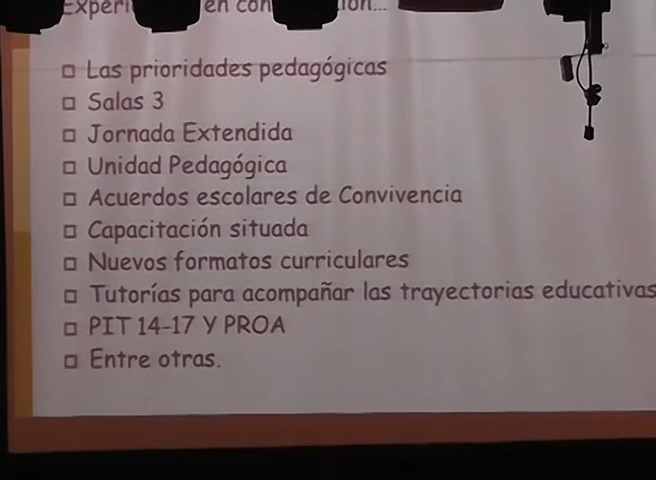 en
Las prioridades pedagógicas
Salas 3
Jornada Extendida
Unidad Pedagógica
Acuerdos escolares de Convivencia
Capacitación situada
Nuevos formatos curriculares
Tutorías para acompañar las trayectorias educativas
PIT 14-17 Y PROA
Entre otras.